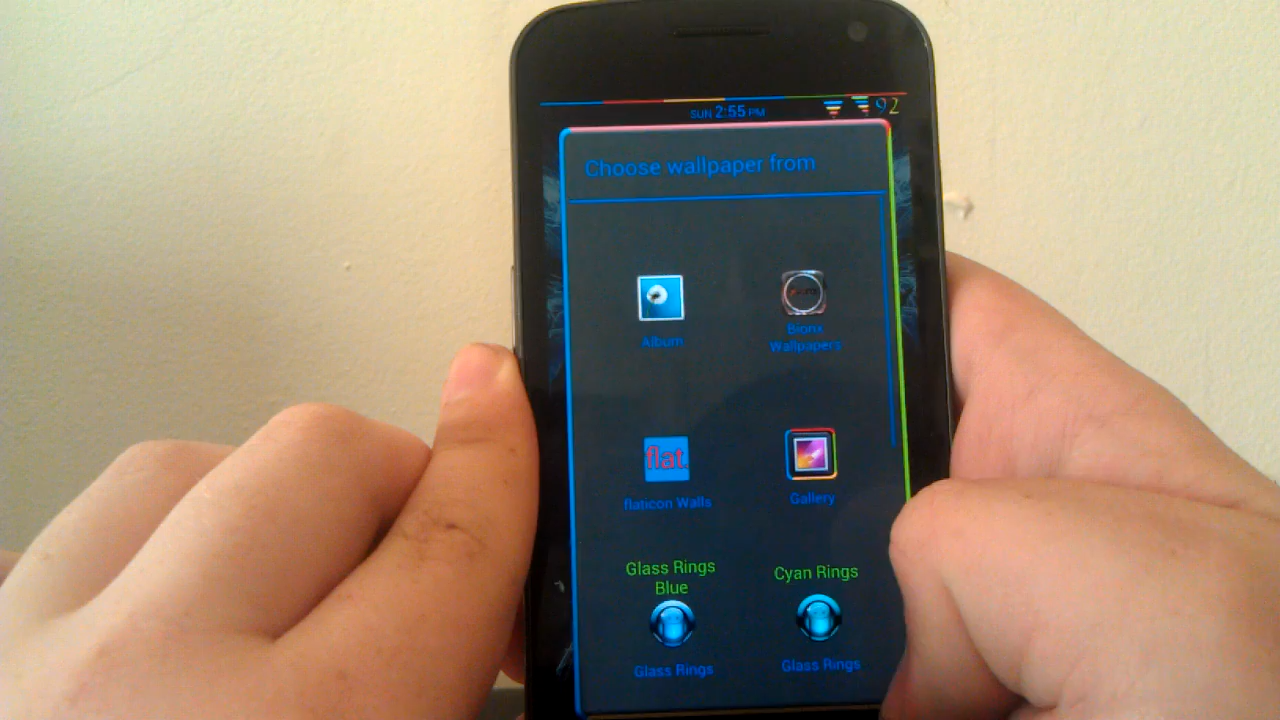 SUN 2:55 PM 92
Choose wallpaper from
Album
Bionx
Wallpapers
flat.
flaticon Walls
Gallery
Glass Rings
Blue
Cyan Rings
Glass Rings
Glass Rings